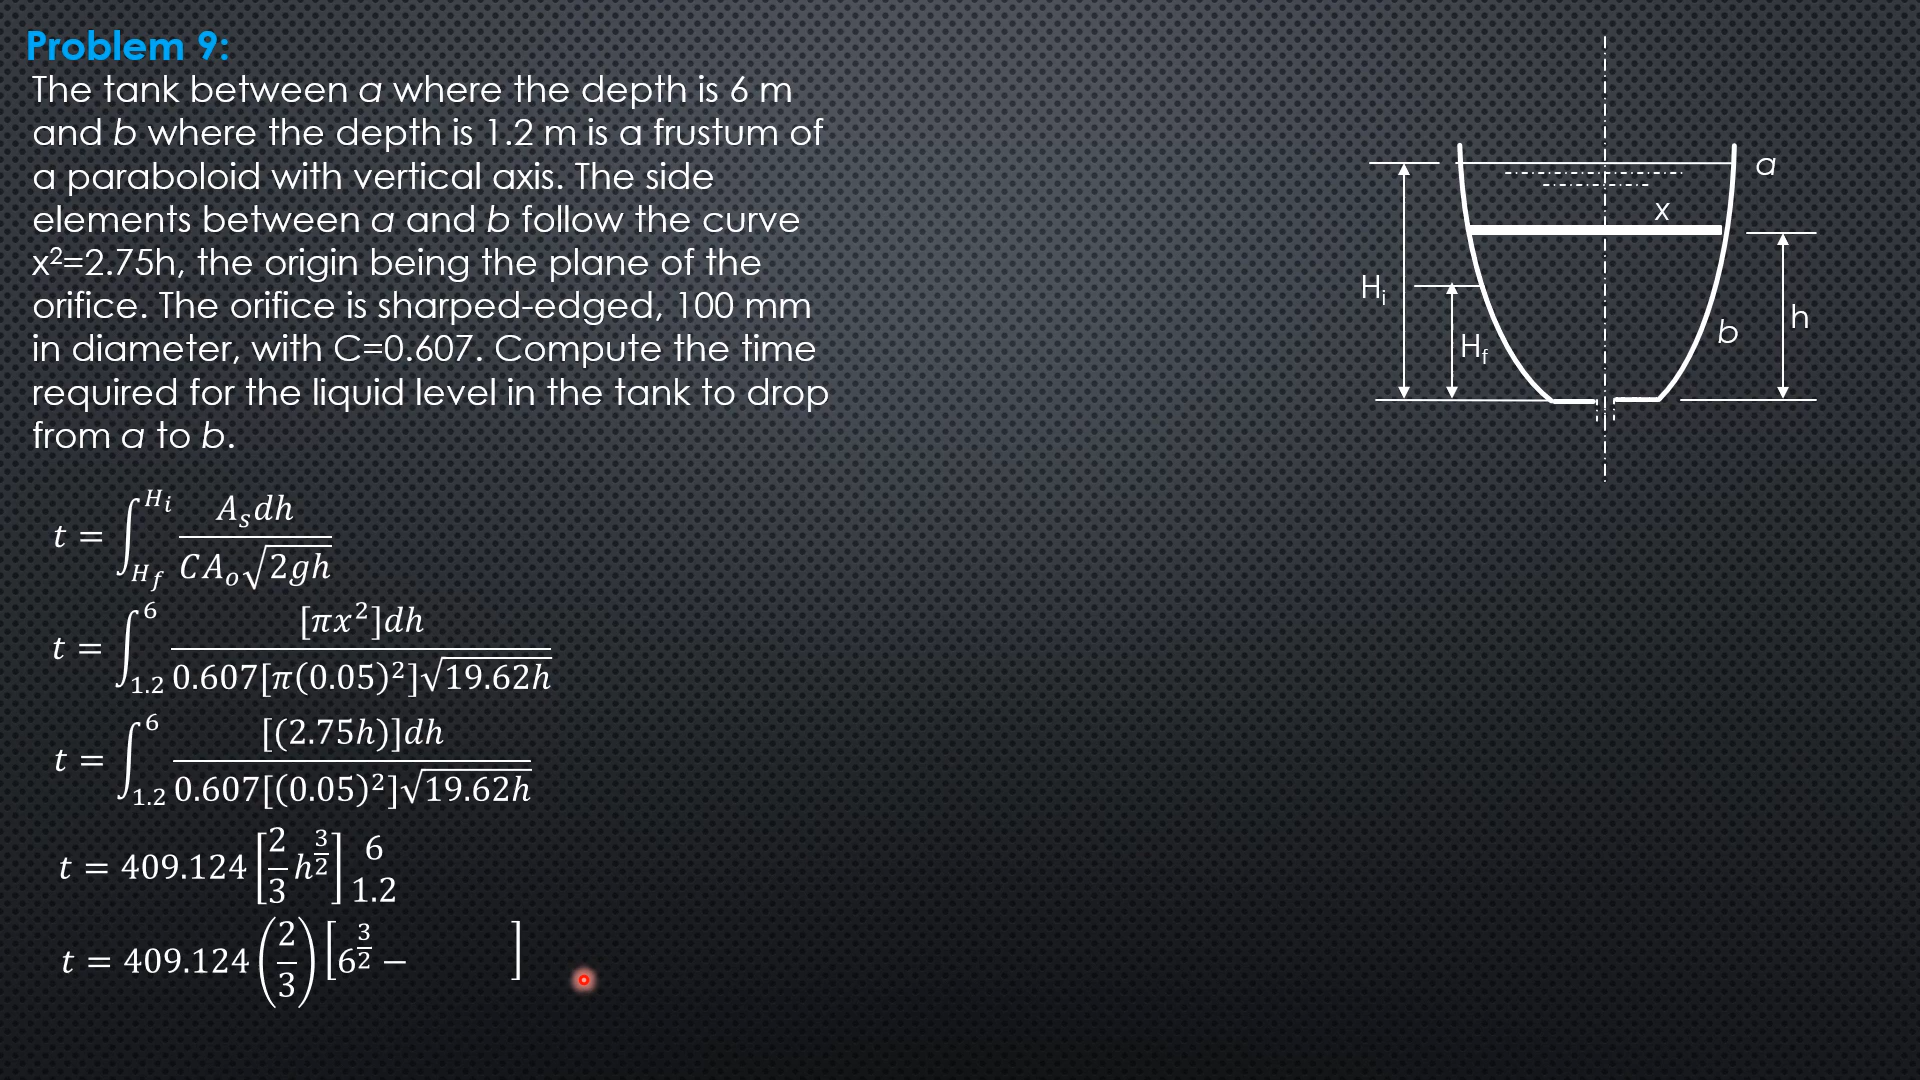 Problem 9:
The tank between a where the depth is 6 m
and b where the depth is 1.2 m is a frustum of
a paraboloid with vertical axis. The side
elements between a and b follow the curve
x²=2.75h, the origin being the plane of the
orifice. The orifice is sharped-edged, 100 mm
in diameter, with C=0.607. Compute the time
required for the liquid level in the tank to drop
from a to b.
t = ∫_{H_f}^{H_i} A_s dh / (C A_o √(2gh))
t = ∫_{1.2}^{6} [πx²]dh / (0.607[π(0.05)²]√(19.62h))
t = ∫_{1.2}^{6} [(2.75h)]dh / (0.607[(0.05)²]√(19.62h))
t = 409.124 [2/3 h^{3/2}] 6 1.2
t = 409.124 (2/3) [6^{3/2} − ]
a
x
H_i
H_f
b
h